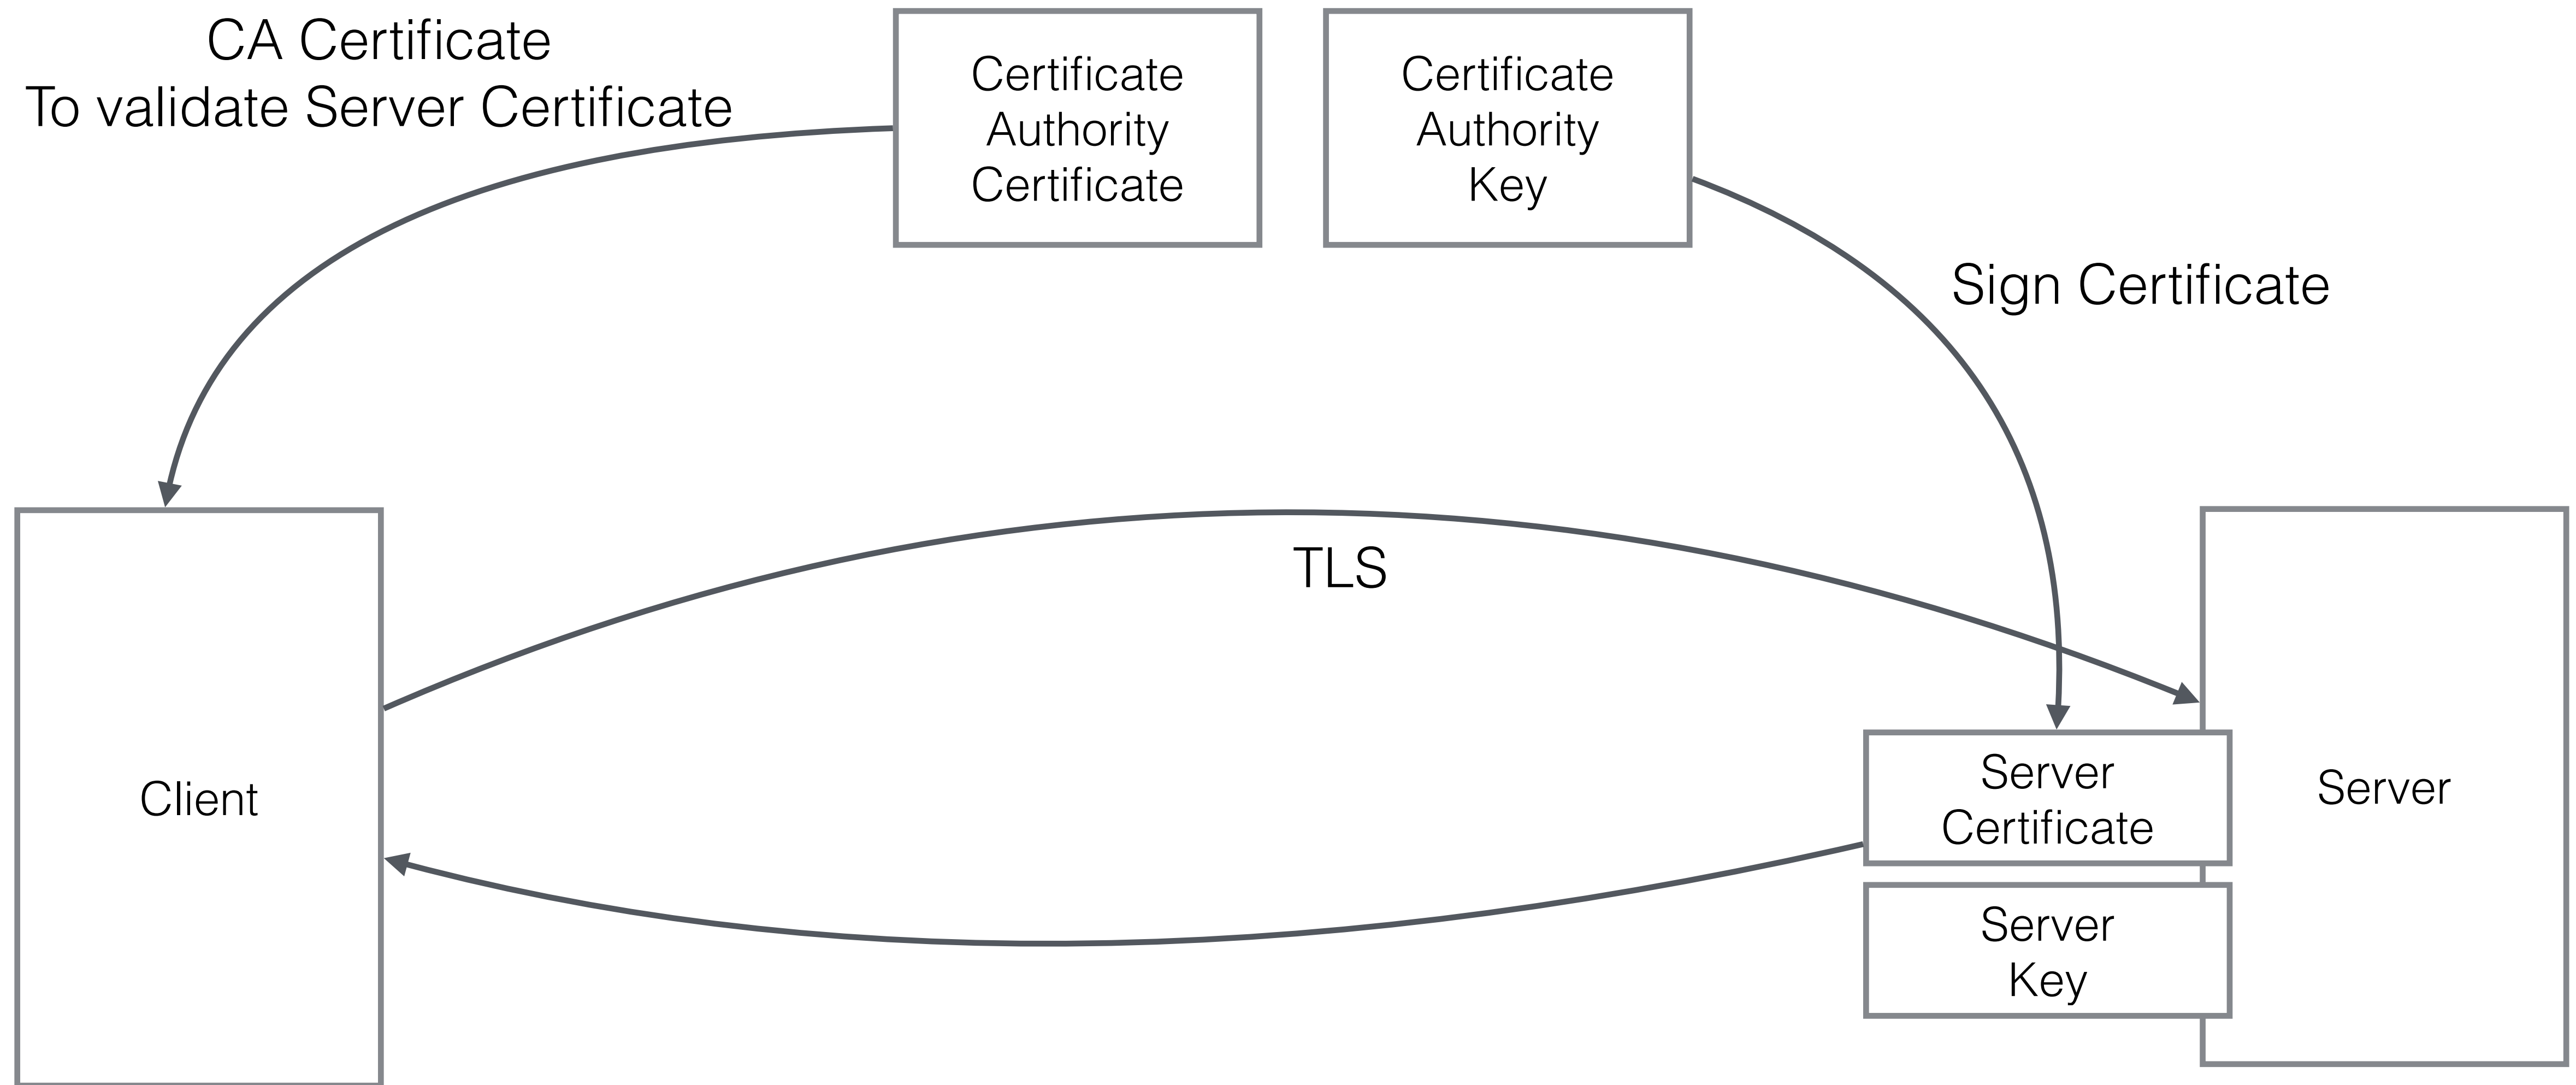 CA Certificate
To validate Server Certificate
Certificate
Authority
Certificate
Certificate
Authority
Key
Sign Certificate
TLS
Client
Server
Certificate
Server
Server
Key